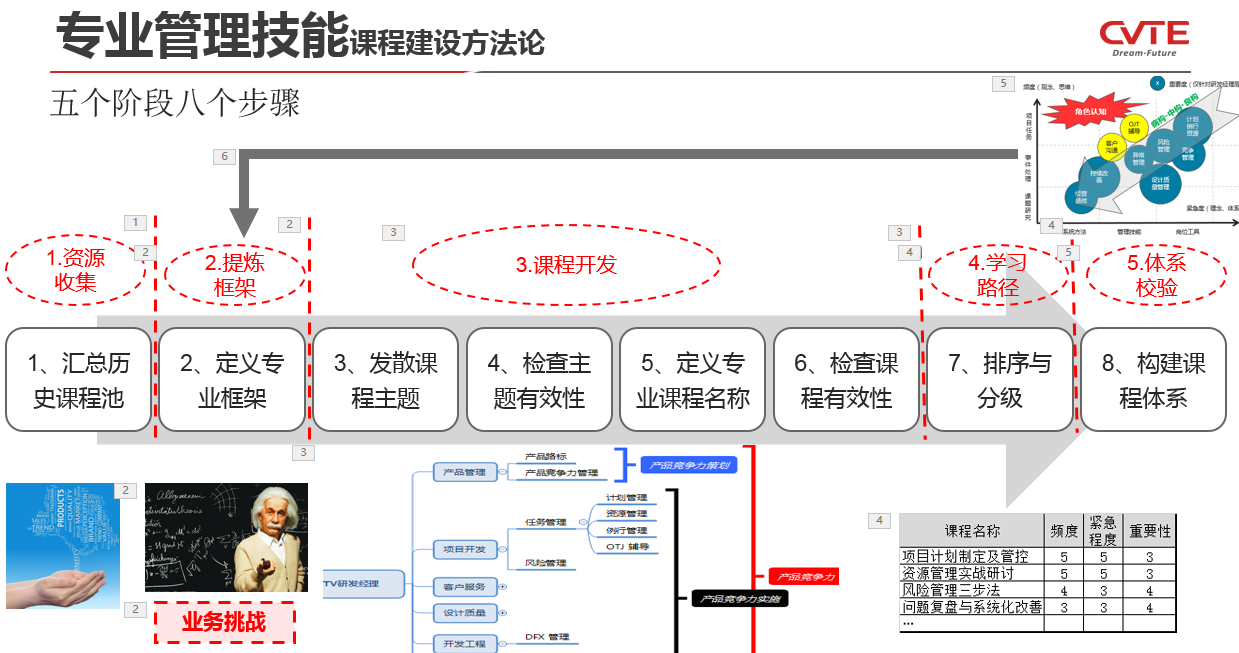 专业管理技能课程建设方法论
CVTE
Dream·Future
五个阶段八个步骤
5
频度（观念、思维）
x
重要度（仅针对研发经理层
角色认知
OJT
辅导
病构·中构·良构
计划
例行
资源
客户
沟通
风险
管理
异常
管理
竞争
管理
持续改
善
设计质
量管理
经营
绩效
项目任务
事件处理
课题研究
紧急度（理念、体系
4
系统方法
管理技能
岗位工具
6
1
2
2
3
3
4
5
1.资源
收集
2.提炼
框架
3.课程开发
4.学习
路径
5.体系
校验
1、汇总历
史课程池
2、定义专
业框架
3、发散课
程主题
4、检查主
题有效性
5、定义专
业课程名称
6、检查课
程有效性
7、排序与
分级
8、构建课
程体系
3
2
PRODUCTS
QUALITY
SALES
TREND
BRAND
2
业务挑战
TV研发经理
产品管理
产品路标
产品竞争力管理
产品竞争力策划
项目开发
任务管理
计划管理
资源管理
例行管理
OTJ 辅导
风险管理
客户服务
设计质量
开发工程
DFX 管理
产品竞争力
产品竞争力实施
4
课程名称 频度 紧急程度 重要性
项目计划制定及管控 5 5 3
资源管理实战研讨 5 5 3
风险管理三步法 4 3 4
问题复盘与系统化改善 3 3 4
...